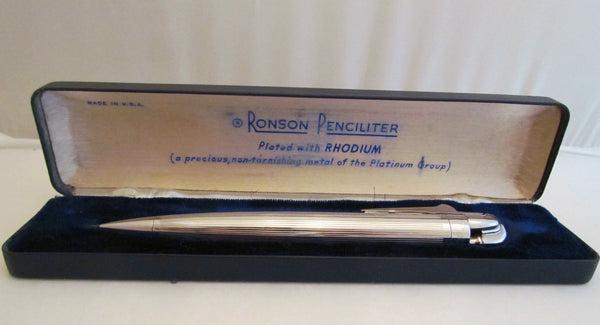 MADE IN U.S.A.
® RONSON PENCILITER
Plated with RHODIUM
(a precious, non-tarnishing metal of the Platinum Group)